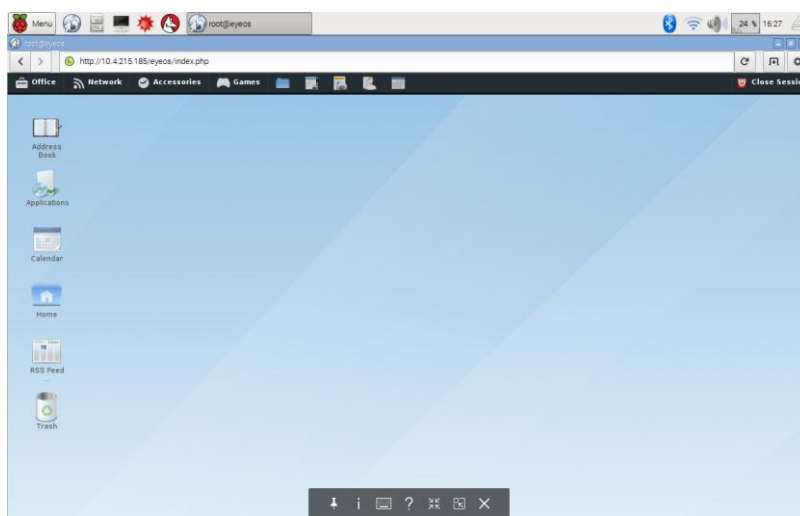 Menu root@eyeos 24 % 16:27
root@eyeos
http://10.4.215.185/eyeos/index.php
Office Network Accessories Games Close Sessio
Address
Book
Applications
Calendar
Home
RSS Feed
...
Trash